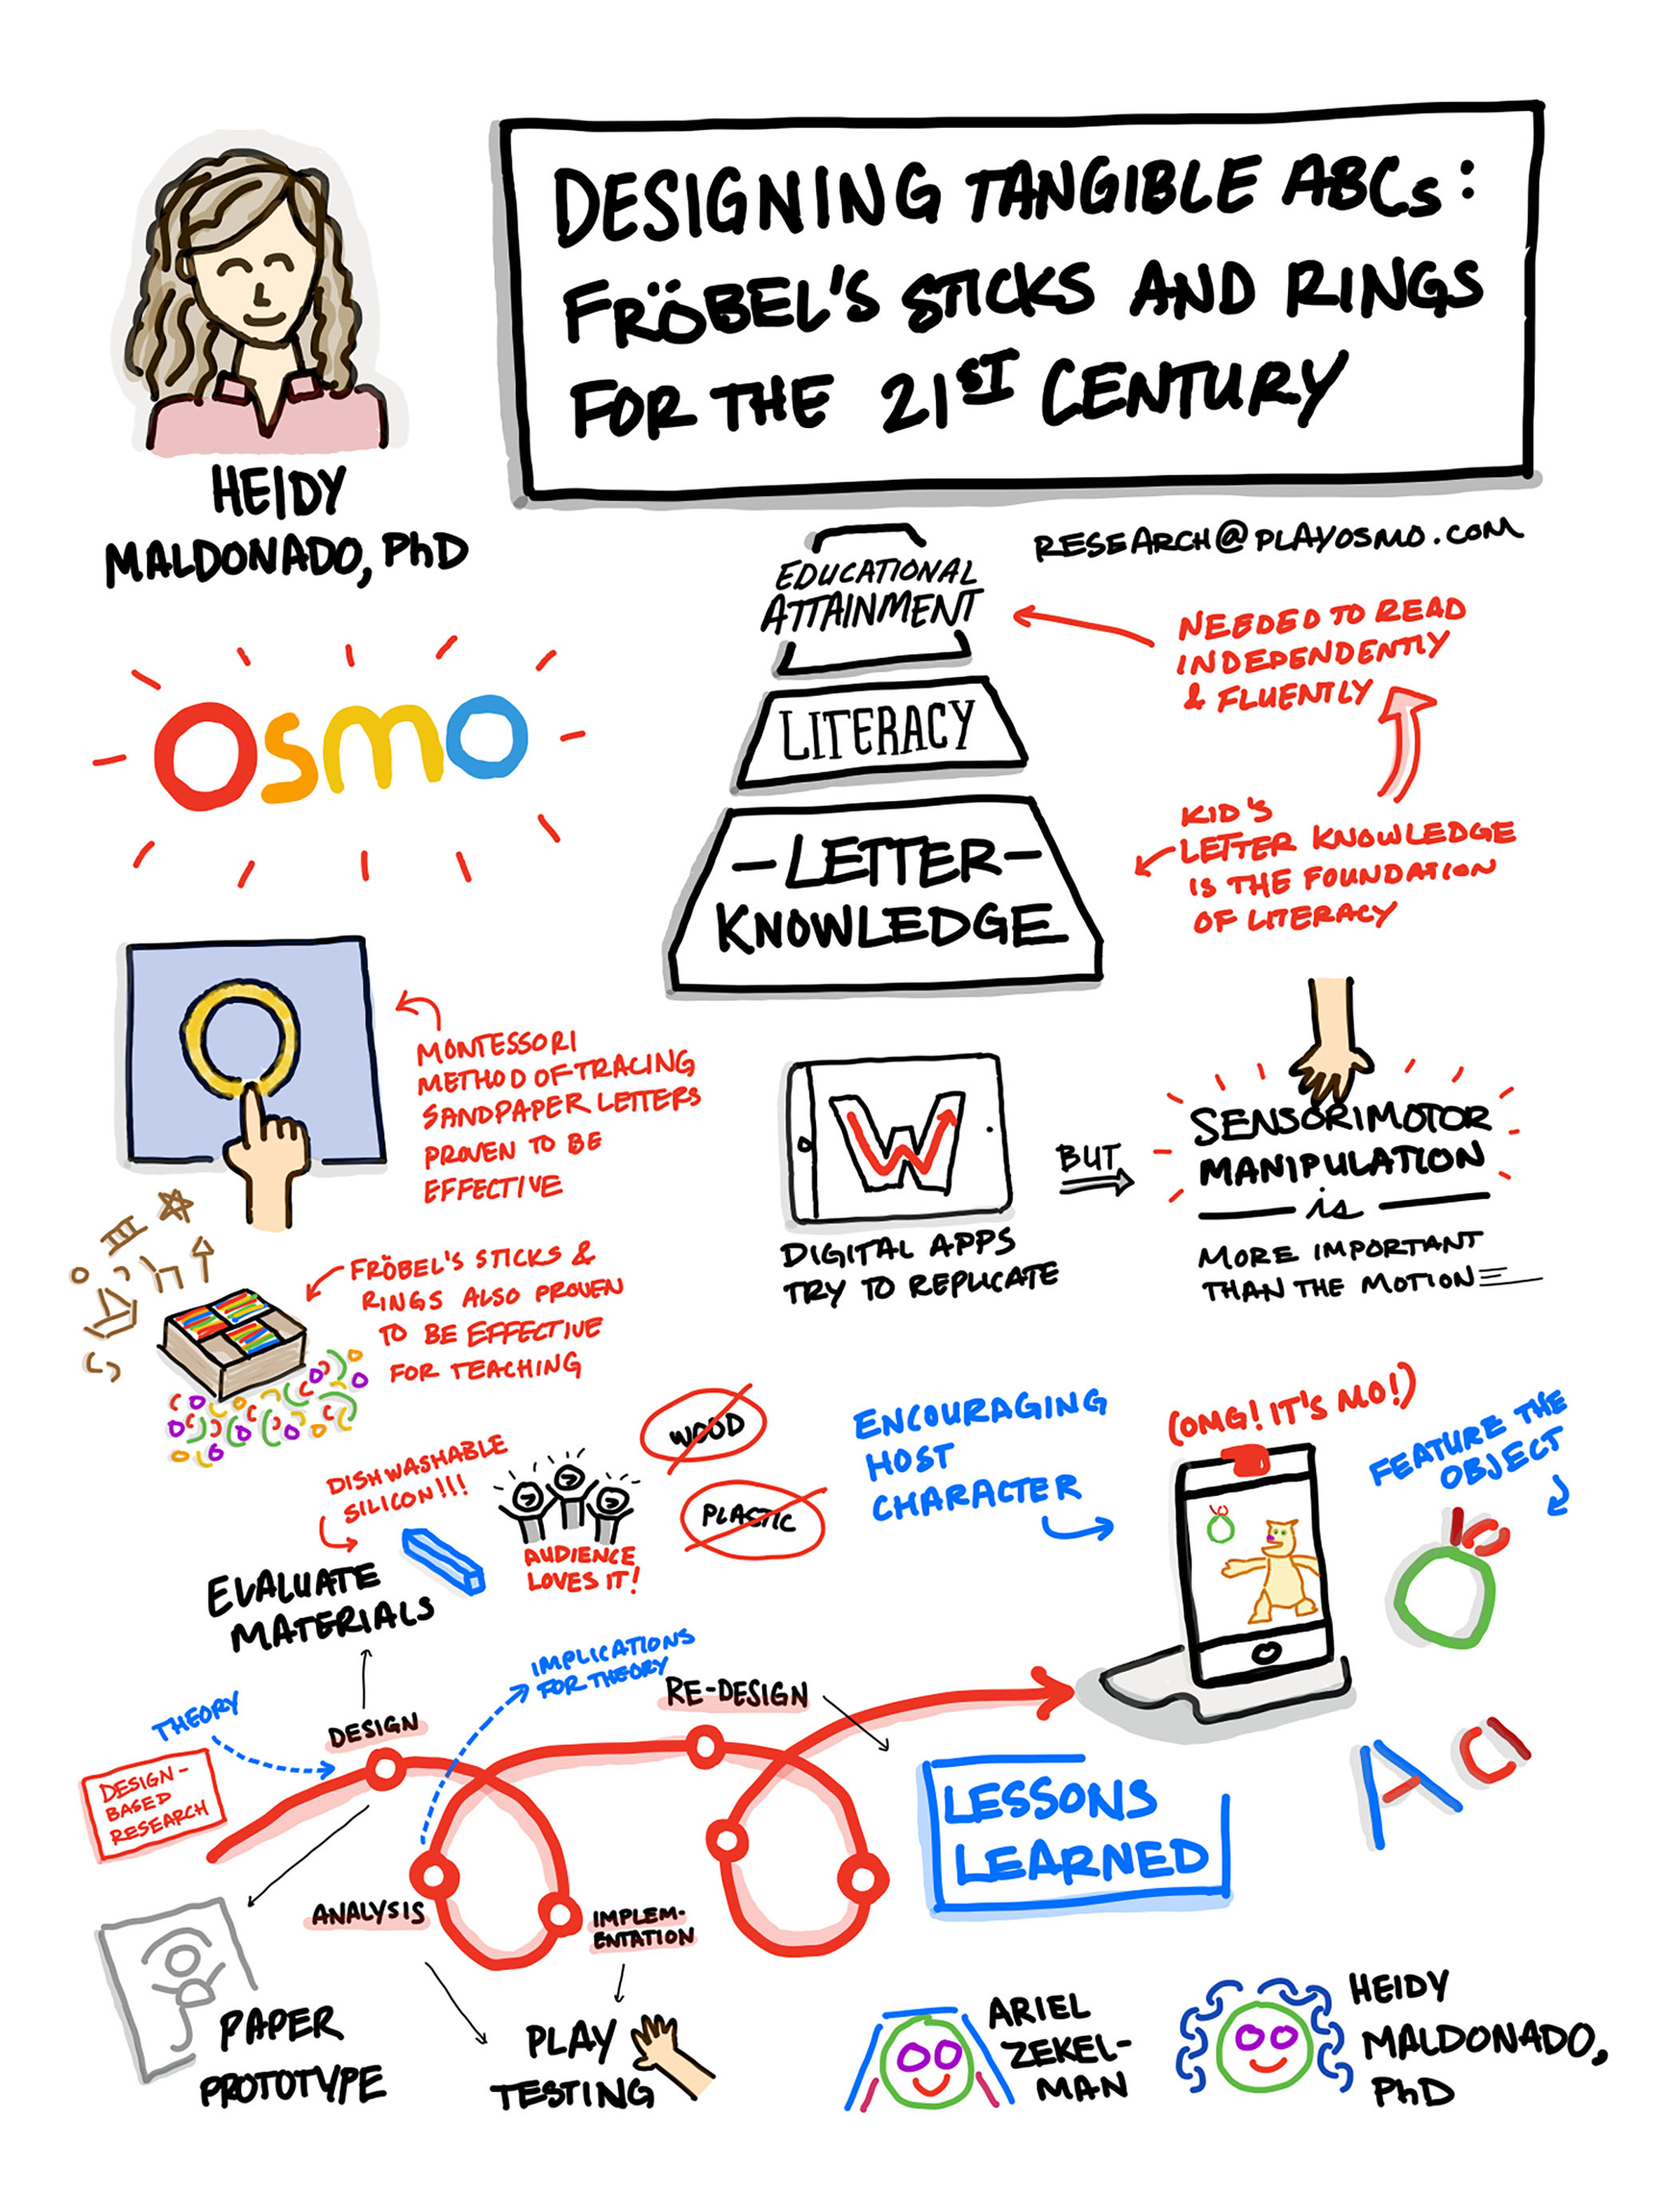 DESIGNING TANGIBLE ABCs:
FRÖBEL'S STICKS AND RINGS
FOR THE 21ST CENTURY
HEIDY
MALDONADO, PhD
RESEARCH@PLAYOSMO.COM
EDUCATIONAL
ATTAINMENT
LITERACY
-LETTER-
KNOWLEDGE
NEEDED TO READ
INDEPENDENTLY
& FLUENTLY
KID'S
LETTER KNOWLEDGE
IS THE FOUNDATION
OF LITERACY
OSMO
MONTESSORI
METHOD OF TRACING
SANDPAPER LETTERS
PROVEN TO BE
EFFECTIVE
W
DIGITAL APPS
TRY TO REPLICATE
BUT
SENSORIMOTOR
MANIPULATION
is
MORE IMPORTANT
THAN THE MOTION
FRÖBEL'S STICKS &
RINGS ALSO PROVEN
TO BE EFFECTIVE
FOR TEACHING
DISHWASHABLE
SILICON!!!
AUDIENCE
LOVES IT!
WOOD
PLASTIC
EVALUATE
MATERIALS
ENCOURAGING
HOST
CHARACTER
(OMG! IT'S MO!)
FEATURE THE
OBJECT
THEORY
DESIGN-
BASED
RESEARCH
DESIGN
IMPLICATIONS
FOR THEORY
RE-DESIGN
ANALYSIS
IMPLEM-
ENTATION
LESSONS
LEARNED
Aa
PAPER
PROTOTYPE
PLAY
TESTING
ARIEL
ZEKEL-
MAN
HEIDY
MALDONADO,
PhD